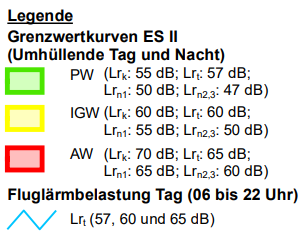 Legende
Grenzwertkurven ES II
(Umhüllende Tag und Nacht)
PW (Lrk: 55 dB; Lrt: 57 dB;
Lrn1: 50 dB; Lrn2,3: 47 dB)
IGW (Lrk: 60 dB; Lrt: 60 dB;
Lrn1: 55 dB; Lrn2,3: 50 dB)
AW (Lrk: 70 dB; Lrt: 65 dB;
Lrn1: 65 dB; Lrn2,3: 60 dB)
Fluglärmbelastung Tag (06 bis 22 Uhr)
Lrt (57, 60 und 65 dB)